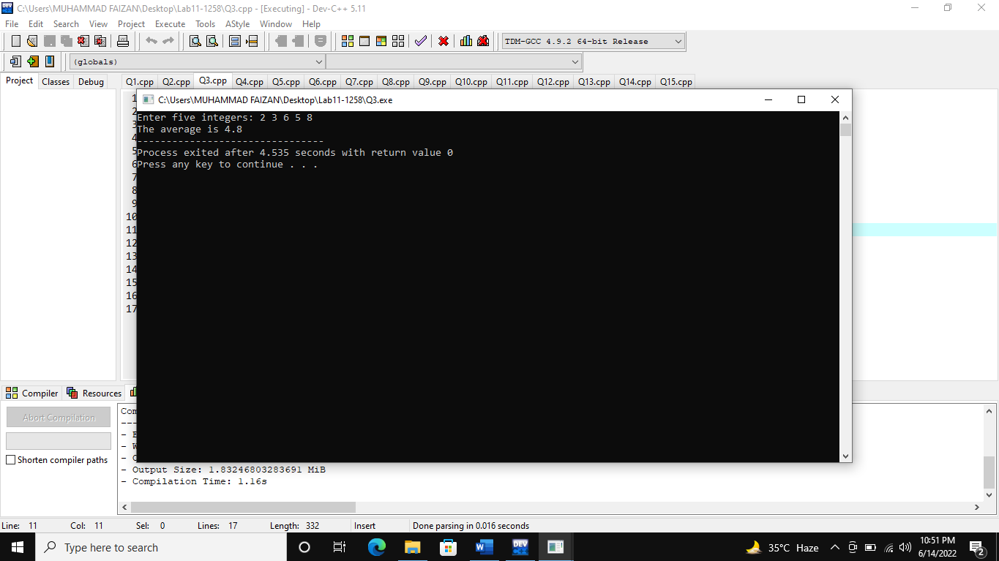 C:\Users\MUHAMMAD FAIZAN\Desktop\Lab11-1258\Q3.cpp - [Executing] - Dev-C++ 5.11
File Edit Search View Project Execute Tools AStyle Window Help
TDM-GCC 4.9.2 64-bit Release
(globals)
Project Classes Debug
Q1.cpp Q2.cpp Q3.cpp Q4.cpp Q5.cpp Q6.cpp Q7.cpp Q8.cpp Q9.cpp Q10.cpp Q11.cpp Q12.cpp Q13.cpp Q14.cpp Q15.cpp
C:\Users\MUHAMMAD FAIZAN\Desktop\Lab11-1258\Q3.exe
Enter five integers: 2 3 6 5 8
The average is 4.8
--------------------------------
Process exited after 4.535 seconds with return value 0
Press any key to continue . . .
1
2
3
4
5
6
7
8
9
10
11
12
13
14
15
16
17
Compiler Resources
Abort Compilation
Shorten compiler paths
- Output Size: 1.83246803283691 MiB
- Compilation Time: 1.16s
Line: 11 Col: 11 Sel: 0 Lines: 17 Length: 332 Insert Done parsing in 0.016 seconds
Type here to search
DEV C++
35°C Haze
10:51 PM
6/14/2022
2